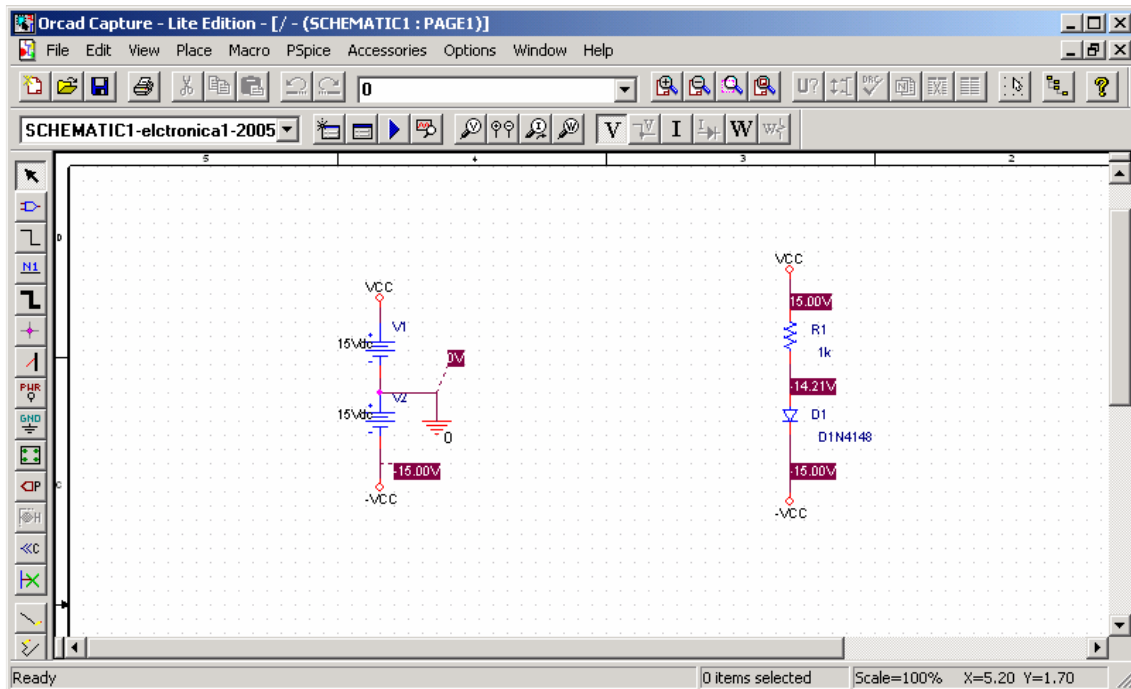 Orcad Capture - Lite Edition - [/ - (SCHEMATIC1 : PAGE1)]
File Edit View Place Macro PSpice Accessories Options Window Help
0
U? DRC
SCHEMATIC1-elctronica1-2005
V I W
V V I W V V I I W W
5 4 3 2
D
C
N1
PWR
GND
P
H
«C
VCC
V1
15Vdc
+
-
0V
V2
15Vdc
+
-
0
-15.00V
-VCC
VCC
15.00V
R1
1k
-14.21V
D1
D1N4148
-15.00V
-VCC
Ready 0 items selected Scale=100% X=5.20 Y=1.70